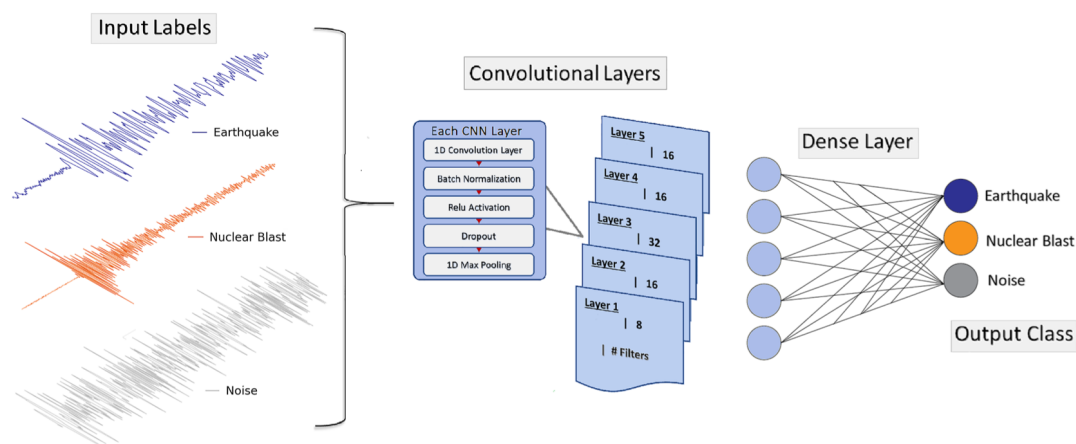 Input Labels
Earthquake
Nuclear Blast
Noise
Convolutional Layers
Each CNN Layer
1D Convolution Layer
Batch Normalization
Relu Activation
Dropout
1D Max Pooling
Layer 5
| 16
Layer 4
| 16
Layer 3
| 32
Layer 2
| 16
Layer 1
| 8
| # Filters
Dense Layer
Earthquake
Nuclear Blast
Noise
Output Class